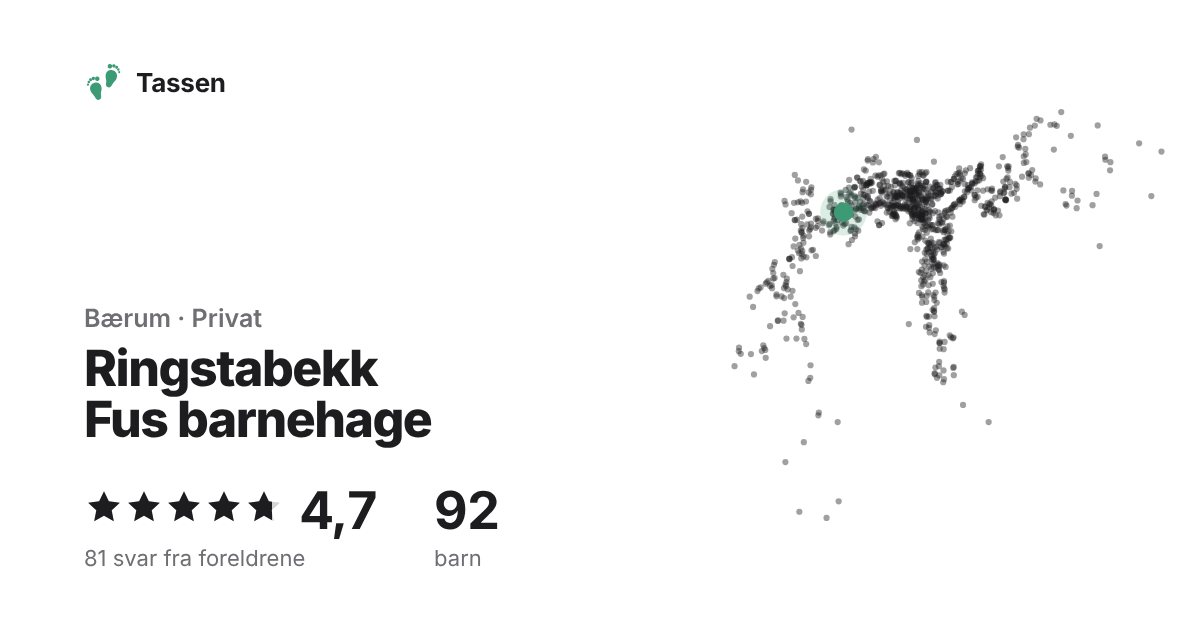 Tassen
Bærum · Privat
Ringstabekk
Fus barnehage
4,7
81 svar fra foreldrene
92
barn